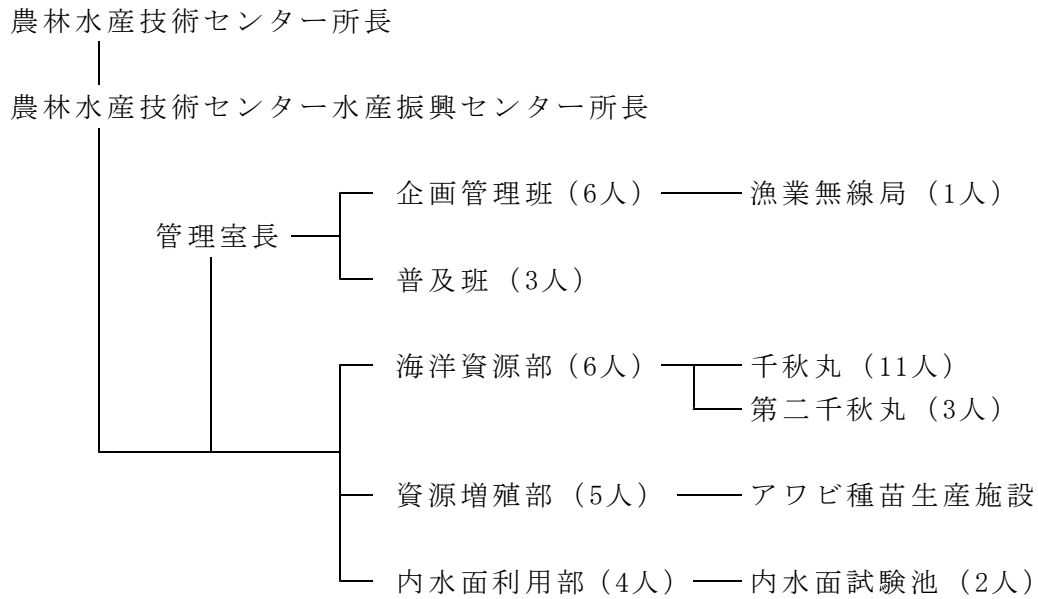 農林水産技術センター所長
農林水産技術センター水産振興センター所長
企画管理班（6人） 漁業無線局（1人）
管理室長
普及班（3人）
海洋資源部（6人） 千秋丸（11人）
第二千秋丸（3人）
資源増殖部（5人） アワビ種苗生産施設
内水面利用部（4人） 内水面試験池（2人）